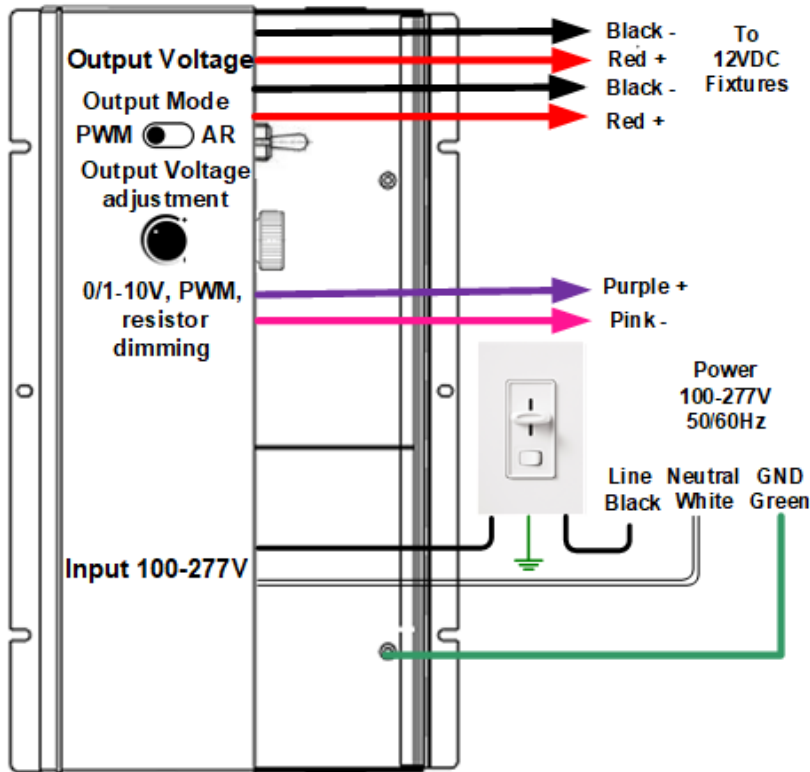 Output Voltage
Output Mode
PWM AR
Output Voltage
adjustment
0/1-10V, PWM,
resistor
dimming
Input 100-277V
Black -
Red +
Black -
Red +
To
12VDC
Fixtures
Purple +
Pink -
Power
100-277V
50/60Hz
Line
Black
Neutral
White
GND
Green